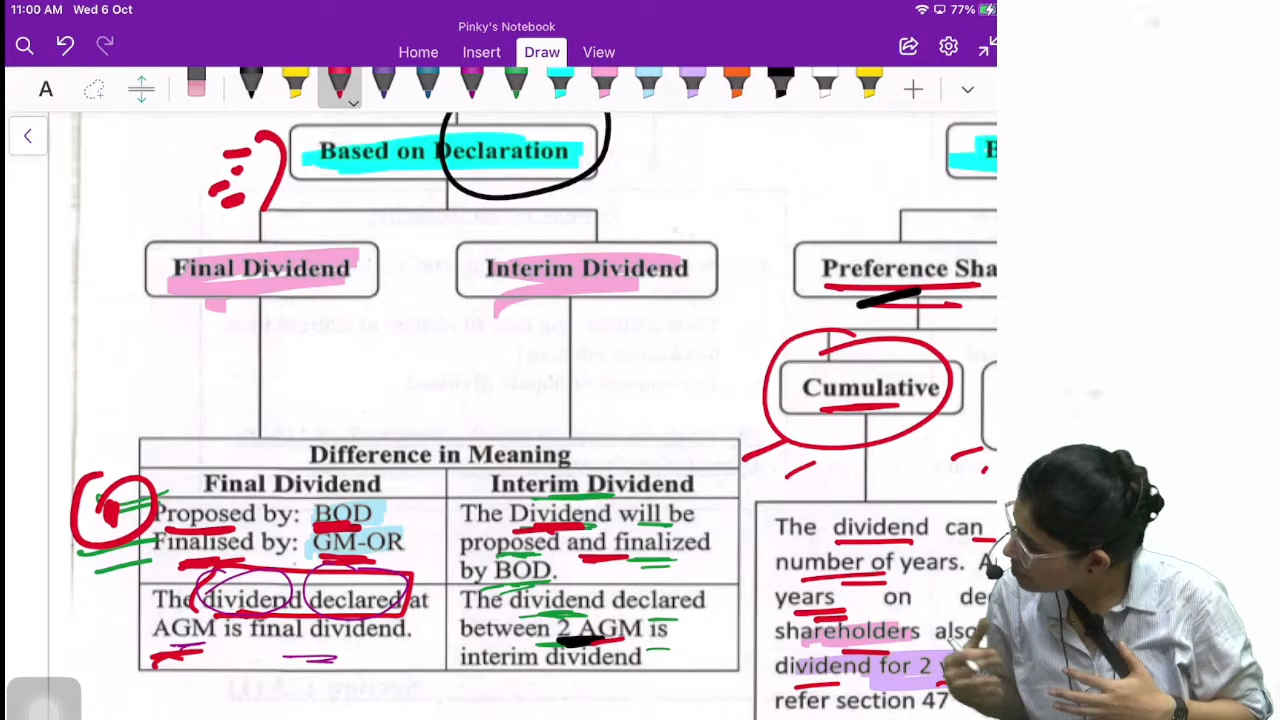 11:00 AM Wed 6 Oct
77%
Pinky's Notebook
Home Insert Draw View
A
Based on Declaration
Final Dividend
Interim Dividend
Preference Sha
Cumulative
Difference in Meaning
Final Dividend
Interim Dividend
Proposed by: BOD
Finalised by: GM-OR
The Dividend will be
proposed and finalized
by BOD.
The dividend declared at
AGM is final dividend.
The dividend declared
between 2 AGM is
interim dividend
The dividend can
number of years. A
years on dec
shareholders also
dividend for 2 y
refer section 47